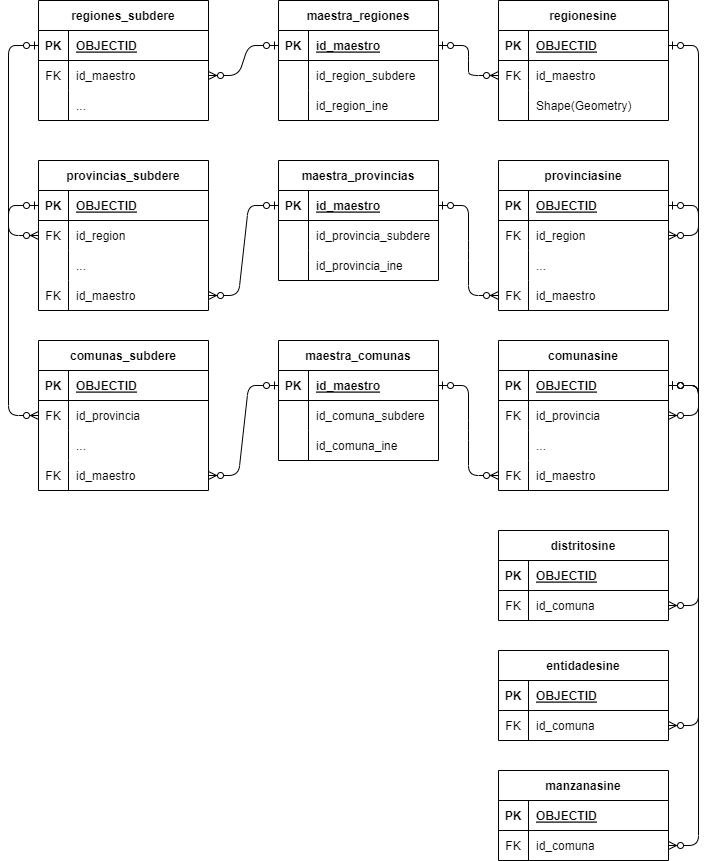 regiones_subdere
PK OBJECTID
FK id_maestro
...
maestra_regiones
PK id_maestro
id_region_subdere
id_region_ine
regionesine
PK OBJECTID
FK id_maestro
Shape(Geometry)
provincias_subdere
PK OBJECTID
FK id_region
...
FK id_maestro
maestra_provincias
PK id_maestro
id_provincia_subdere
id_provincia_ine
provinciasine
PK OBJECTID
FK id_region
...
FK id_maestro
comunas_subdere
PK OBJECTID
FK id_provincia
...
FK id_maestro
maestra_comunas
PK id_maestro
id_comuna_subdere
id_comuna_ine
comunasine
PK OBJECTID
FK id_provincia
...
FK id_maestro
distritosine
PK OBJECTID
FK id_comuna
entidadesine
PK OBJECTID
FK id_comuna
manzanasine
PK OBJECTID
FK id_comuna